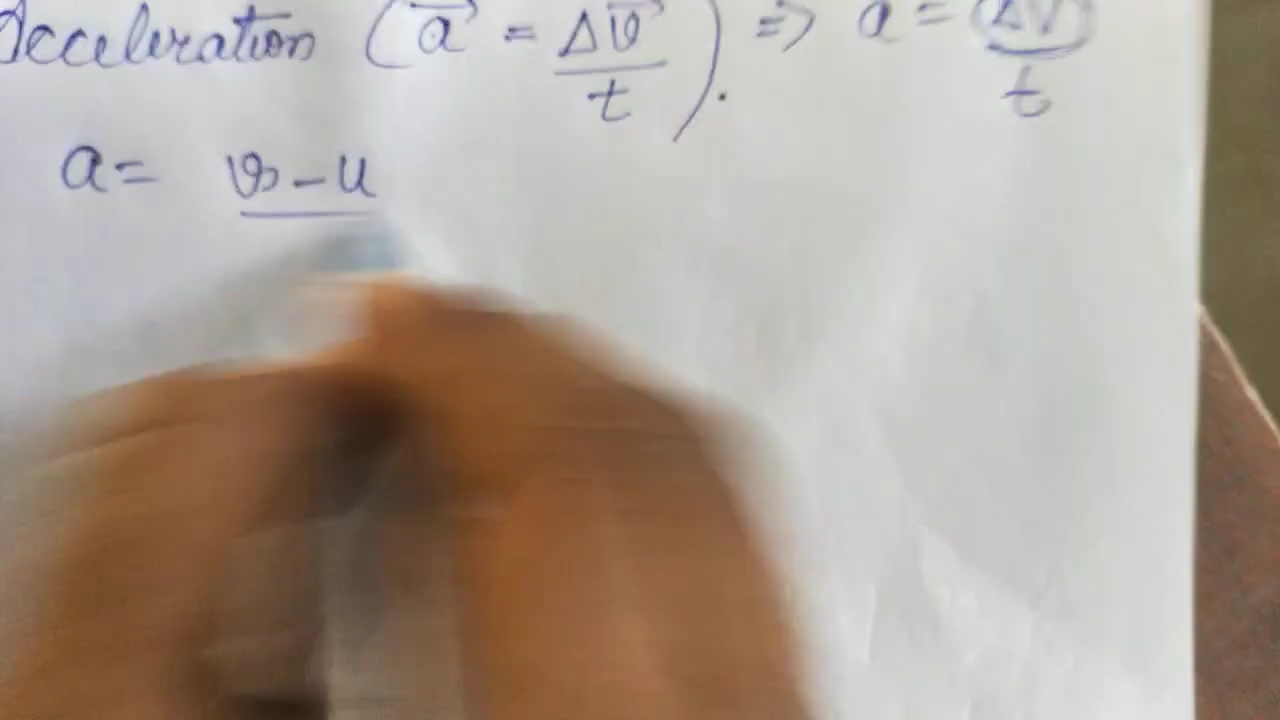 Acceleration (a⃗ = Δv⃗/t). ⇒ a = Δv/t
a = v-u